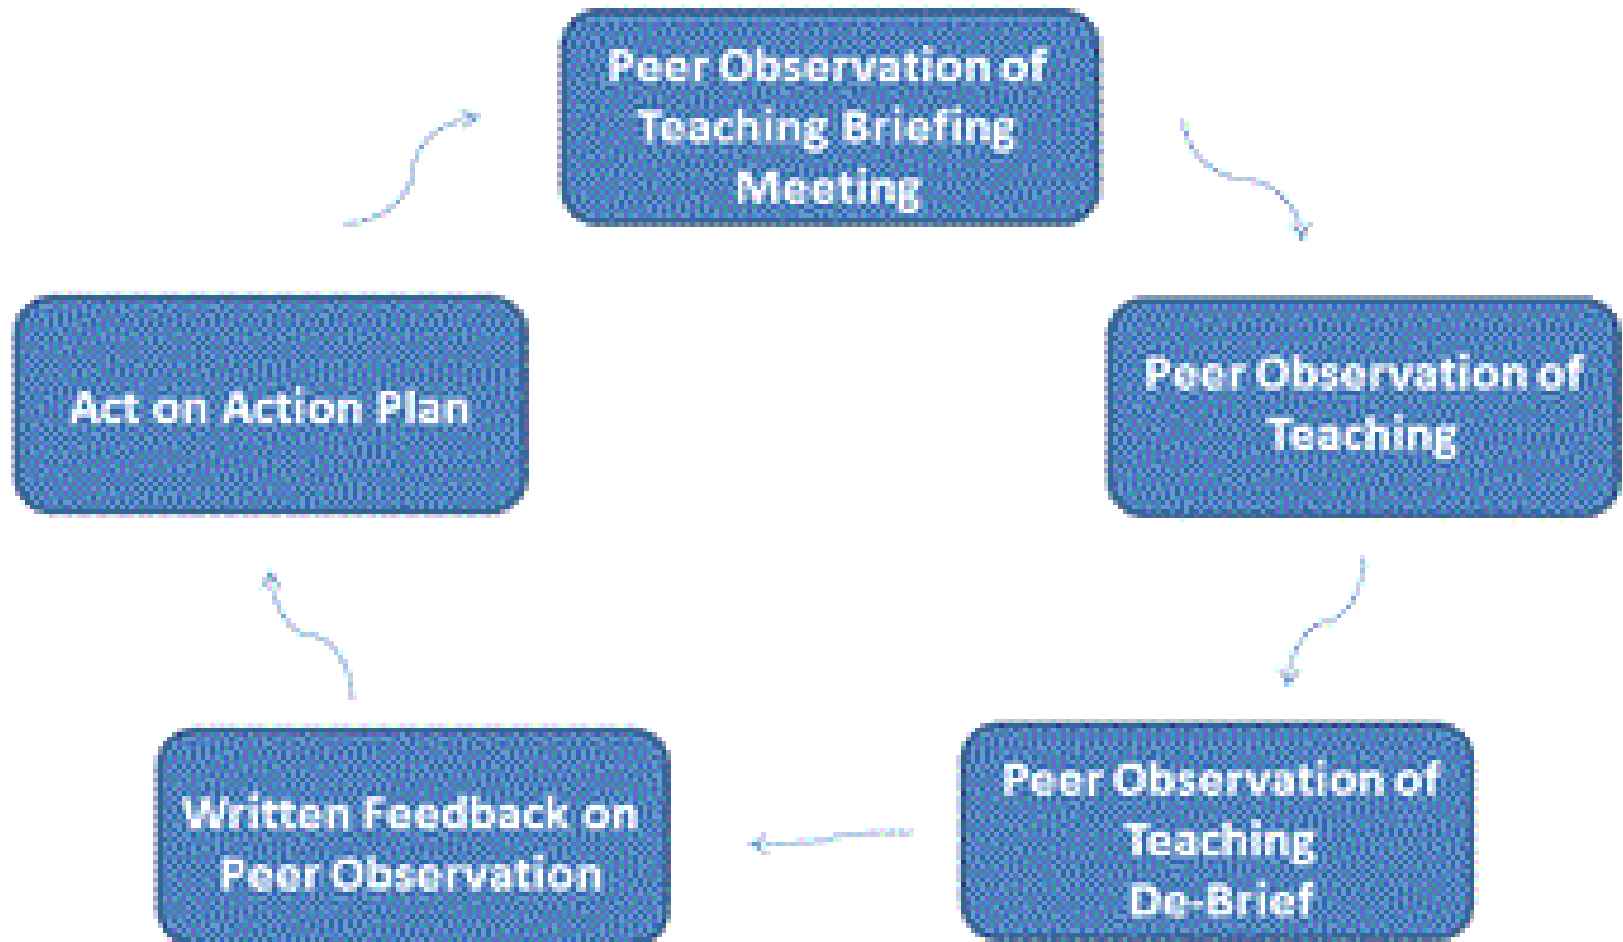 Peer Observation of
Teaching Briefing
Meeting
Peer Observation of
Teaching
Peer Observation of
Teaching
De-Brief
Written Feedback on
Peer Observation
Act on Action Plan